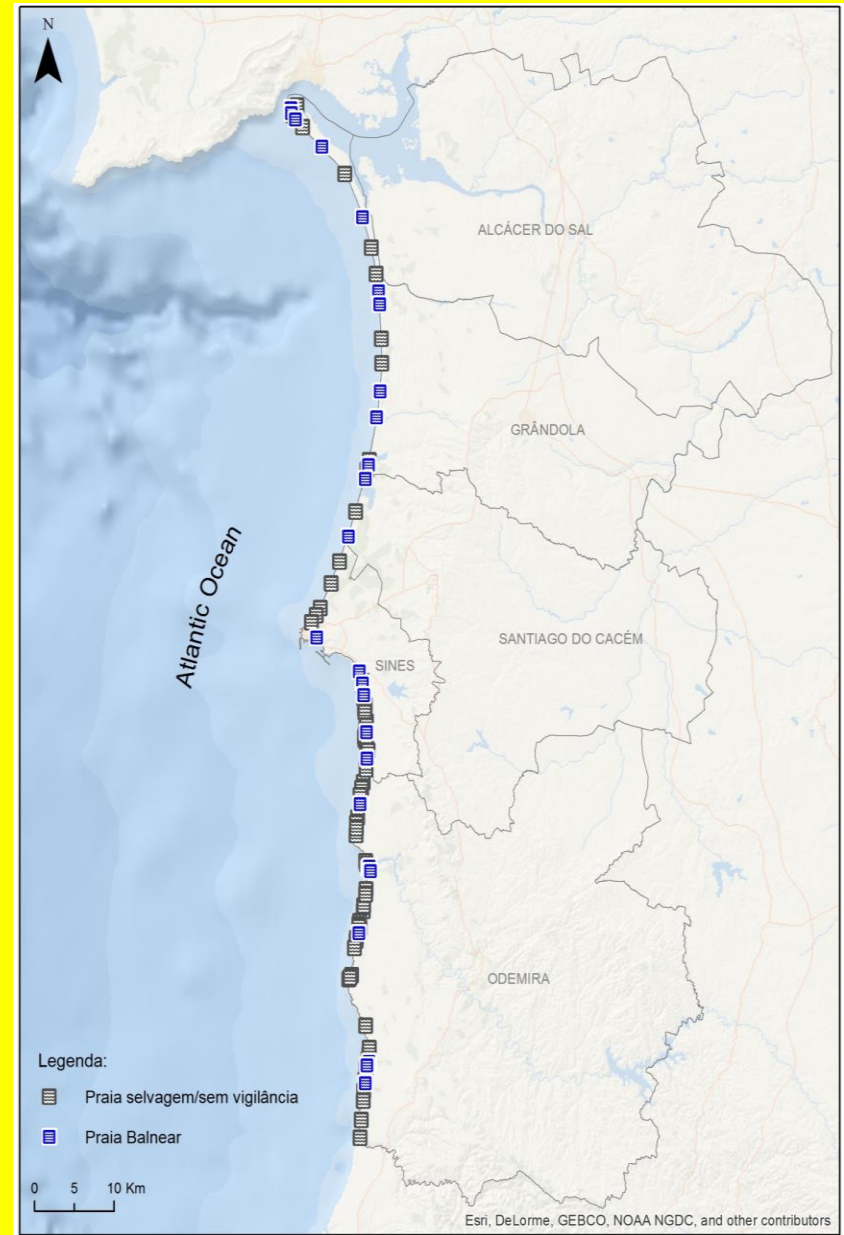 N
ALCÁCER DO SAL
GRÂNDOLA
Atlantic Ocean
SANTIAGO DO CACÉM
SINES
ODEMIRA
Legenda:
Praia selvagem/sem vigilância
Praia Balnear
0 5 10 Km
Esri, DeLorme, GEBCO, NOAA NGDC, and other contributors